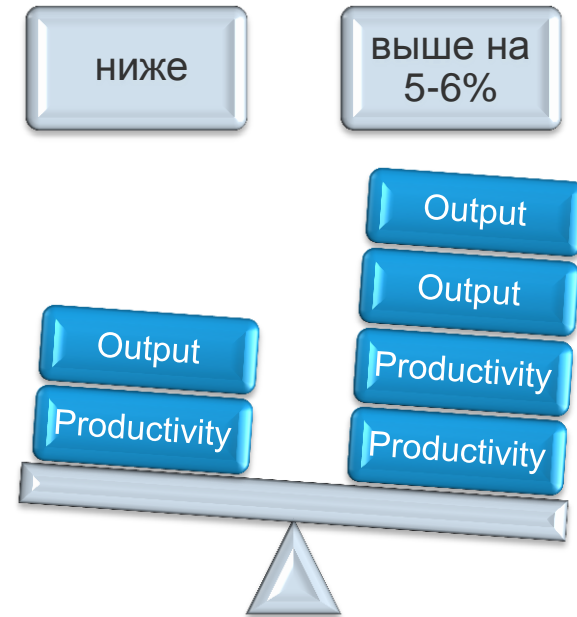 ниже
выше на
5-6%
Output
Output
Output
Productivity
Productivity
Productivity